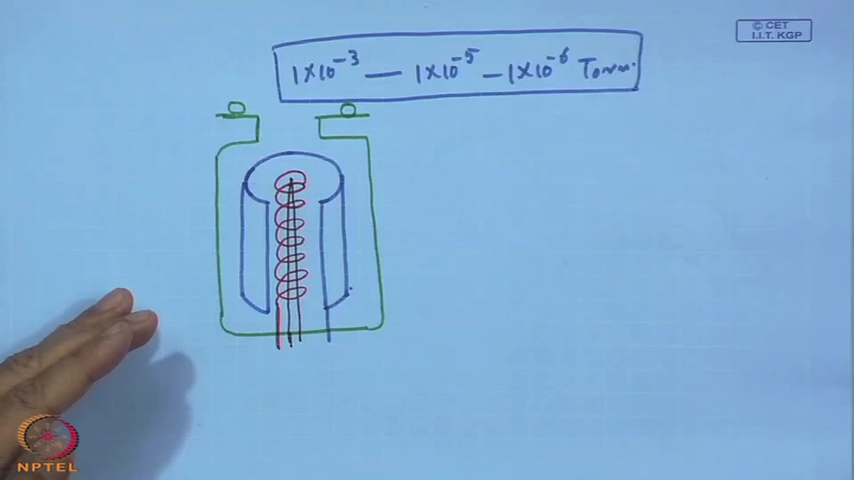 © CET
I.I.T. KGP
1×10⁻³ — 1×10⁻⁵ – 1×10⁻⁶ Torr.
NPTEL